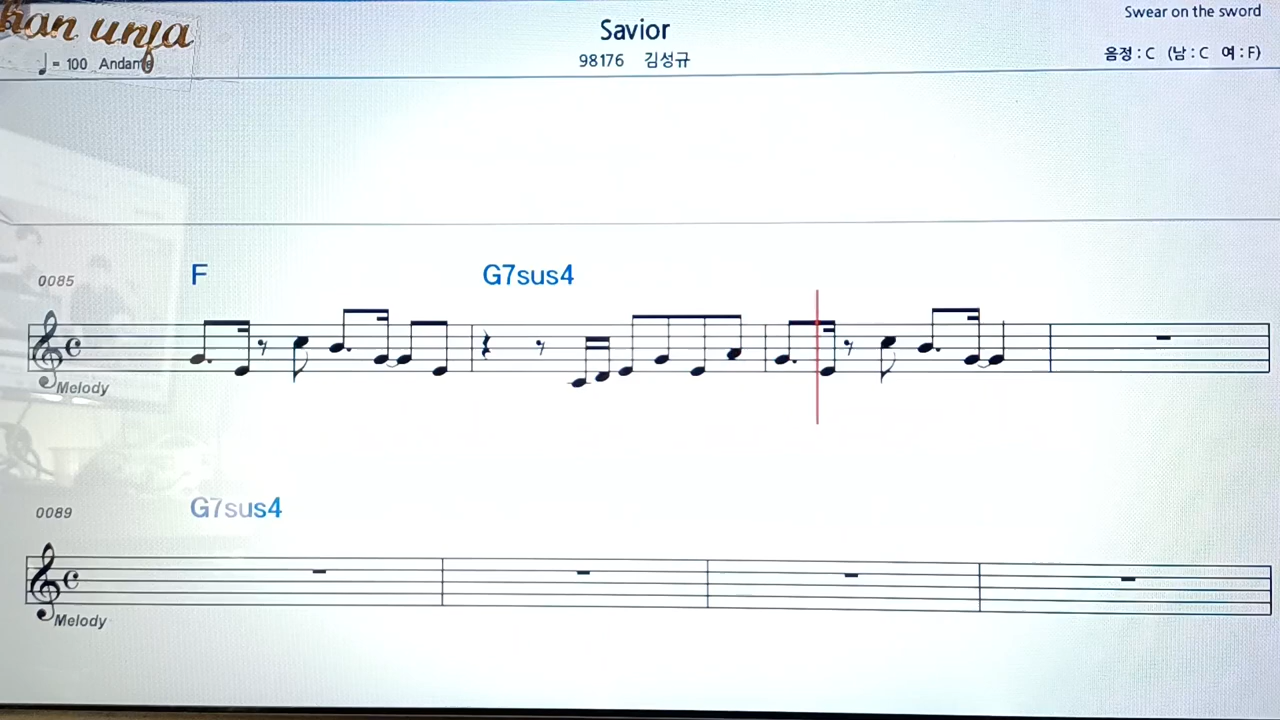 han unja
Savior
Swear on the sword
♩ = 100 Andante
98176 김성규
음정 : C (남 : C 여 : F)
0085
F
G7sus4
Melody
0089
G7sus4
Melody